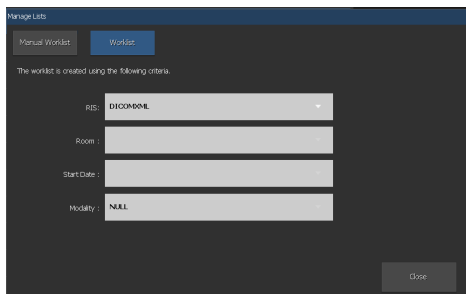 Manage Lists
Manual Worklist
Worklist
The worklist is created using the following criteria.
RIS: DICOMXML
Room :
Start Date :
Modality : NULL
Close